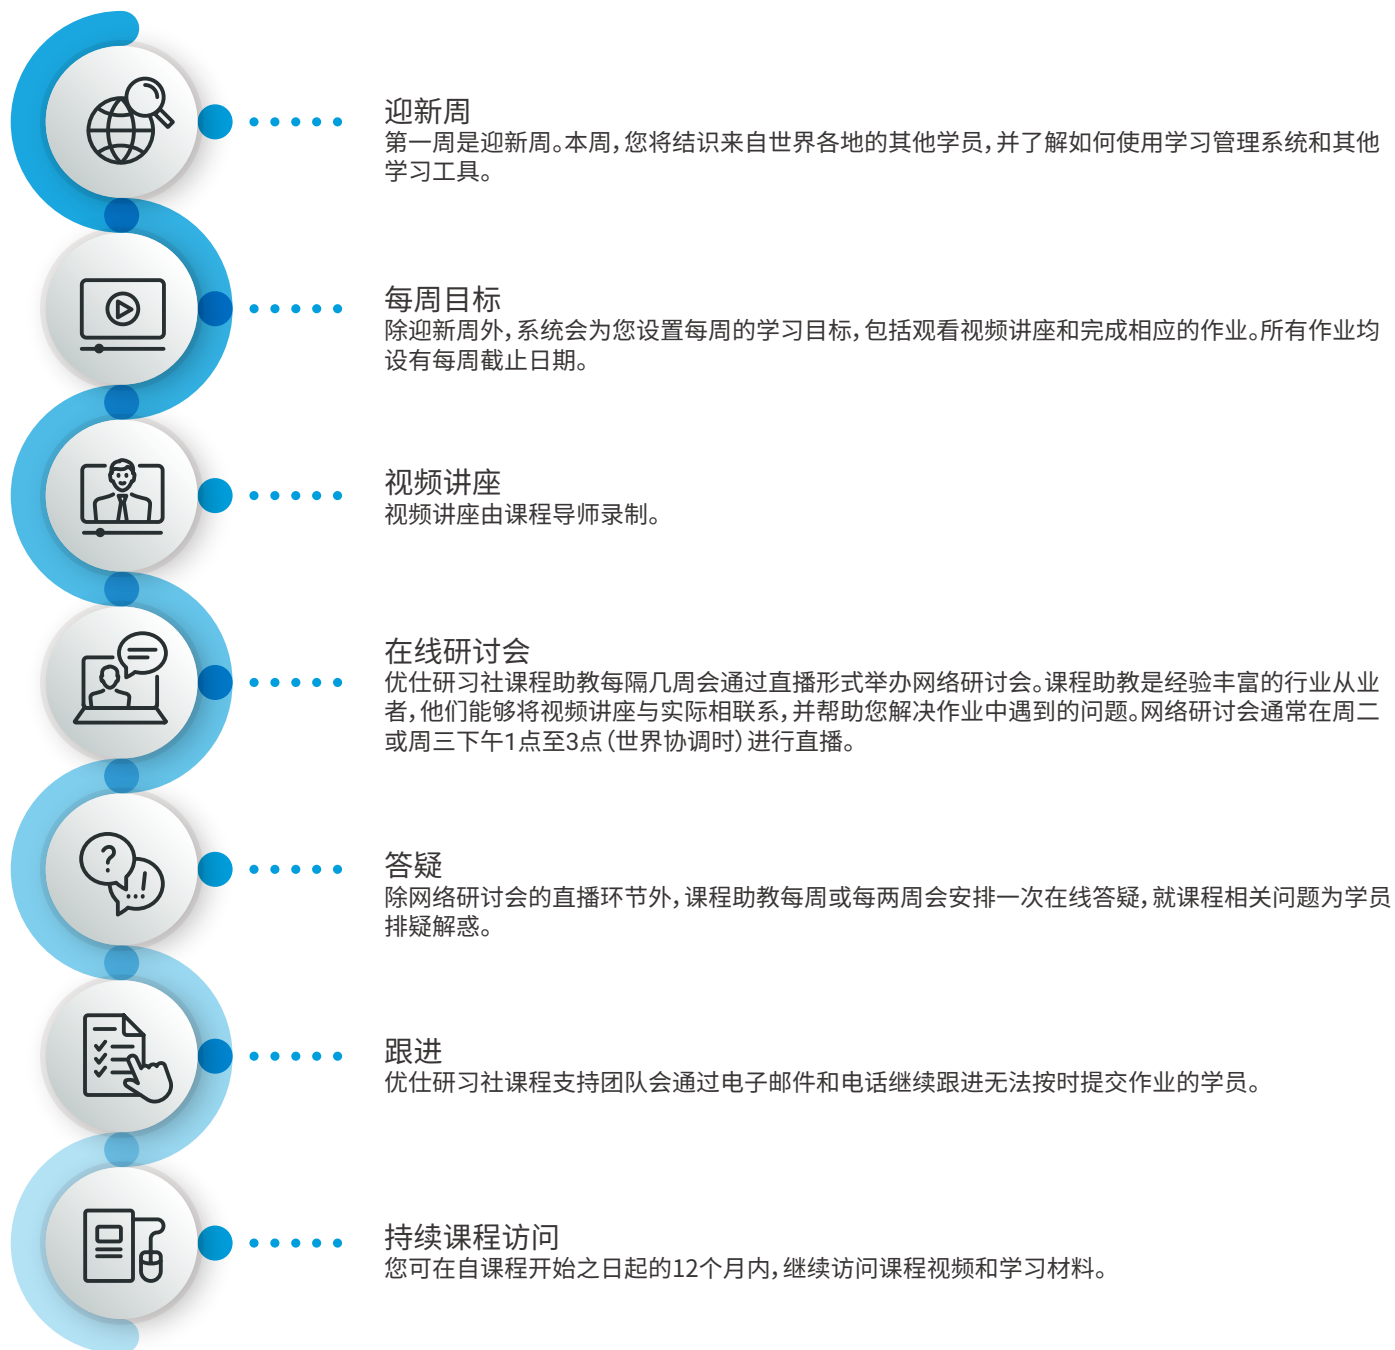 迎新周
第一周是迎新周。本周，您将结识来自世界各地的其他学员，并了解如何使用学习管理系统和其他
学习工具。
每周目标
除迎新周外，系统会为您设置每周的学习目标，包括观看视频讲座和完成相应的作业。所有作业均
设有每周截止日期。
视频讲座
视频讲座由课程导师录制。
在线研讨会
优仕研习社课程助教每隔几周会通过直播形式举办网络研讨会。课程助教是经验丰富的行业从业
者，他们能够将视频讲座与实际相联系，并帮助您解决作业中遇到的问题。网络研讨会通常在周二
或周三下午1点至3点（世界协调时）进行直播。
答疑
除网络研讨会的直播环节外，课程助教每周或每两周会安排一次在线答疑，就课程相关问题为学员
排疑解惑。
跟进
优仕研习社课程支持团队会通过电子邮件和电话继续跟进无法按时提交作业的学员。
持续课程访问
您可在自课程开始之日起的12个月内，继续访问课程视频和学习材料。